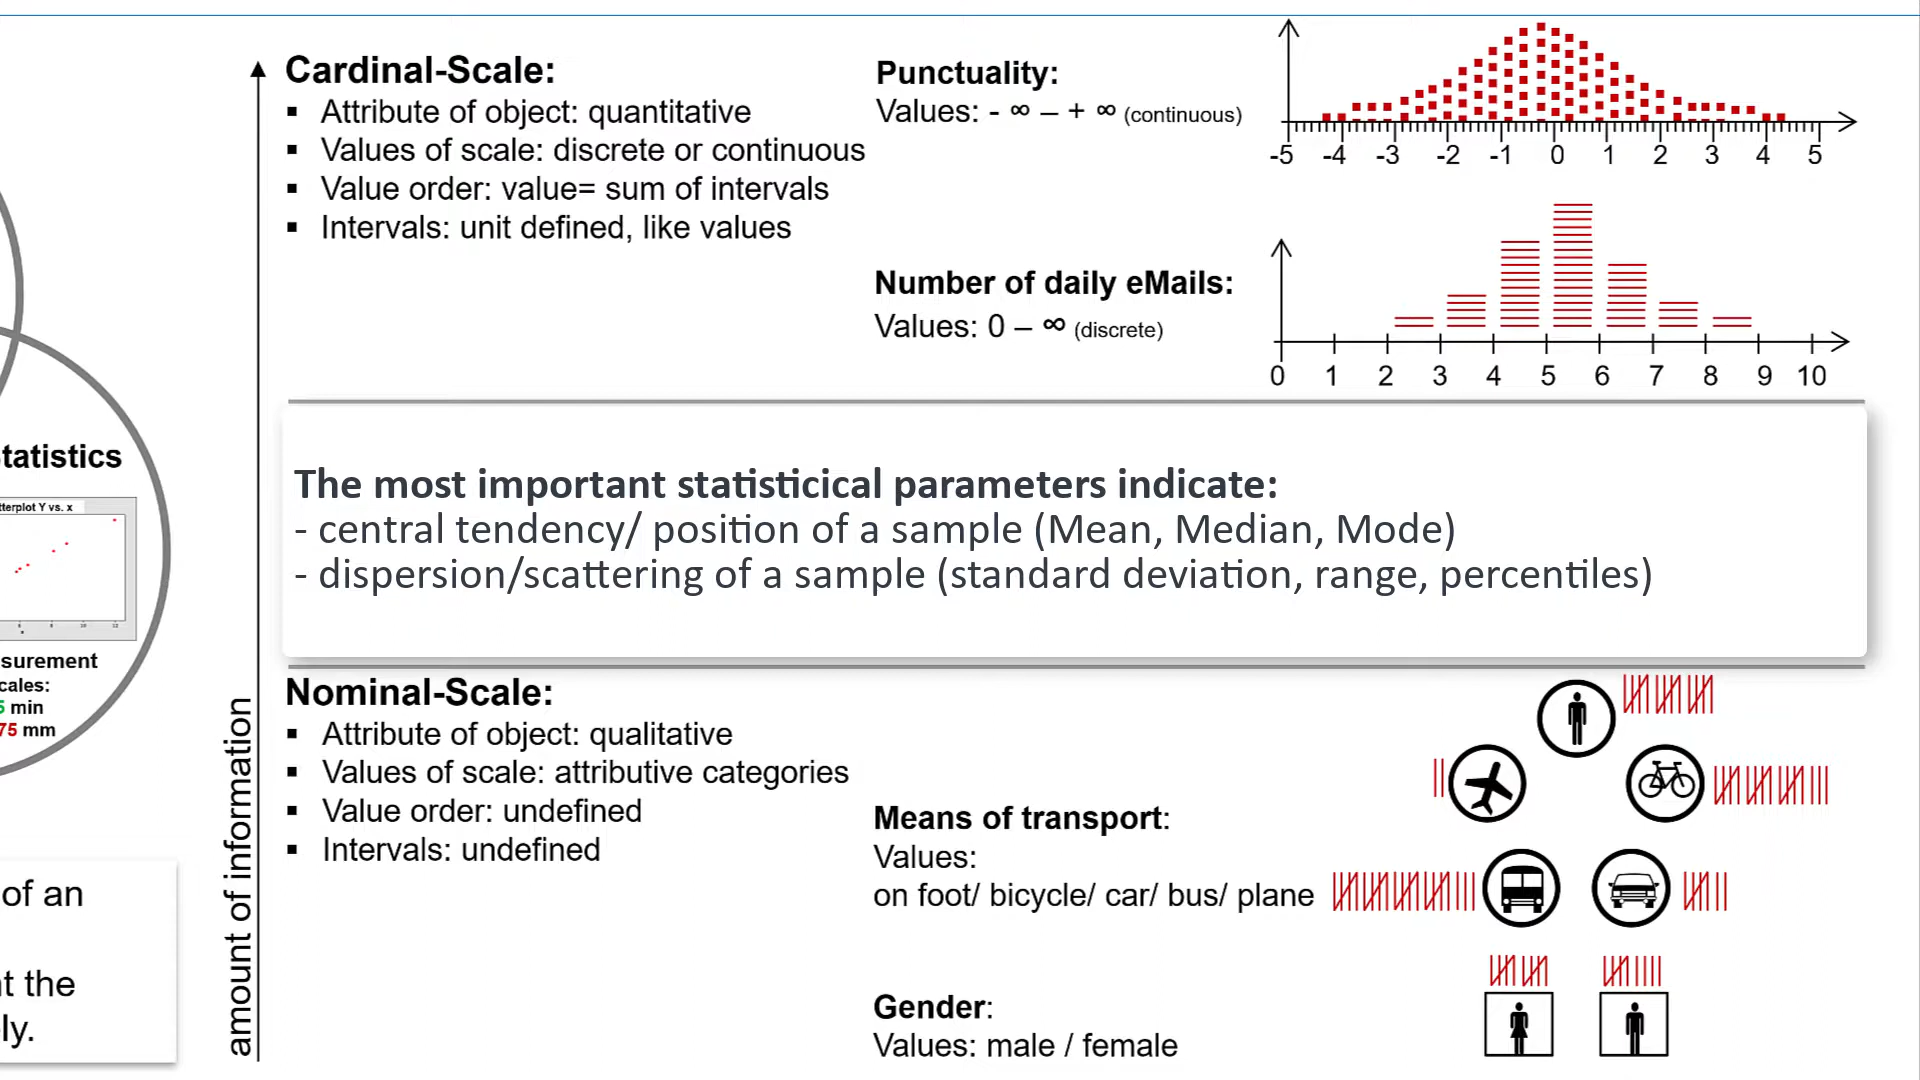 Cardinal-Scale:
▪ Attribute of object: quantitative
▪ Values of scale: discrete or continuous
▪ Value order: value= sum of intervals
▪ Intervals: unit defined, like values
Punctuality:
Values: - ∞ – + ∞ (continuous)
-5 -4 -3 -2 -1 0 1 2 3 4 5
Number of daily eMails:
Values: 0 – ∞ (discrete)
0 1 2 3 4 5 6 7 8 9 10
The most important statisticical parameters indicate:
- central tendency/ position of a sample (Mean, Median, Mode)
- dispersion/scattering of a sample (standard deviation, range, percentiles)
Nominal-Scale:
▪ Attribute of object: qualitative
▪ Values of scale: attributive categories
▪ Value order: undefined
▪ Intervals: undefined
Means of transport:
Values:
on foot/ bicycle/ car/ bus/ plane
Gender:
Values: male / female
amount of information
tatistics
tterplot Y vs. x
surement
cales:
5 min
75 mm
of an
t the
ly.